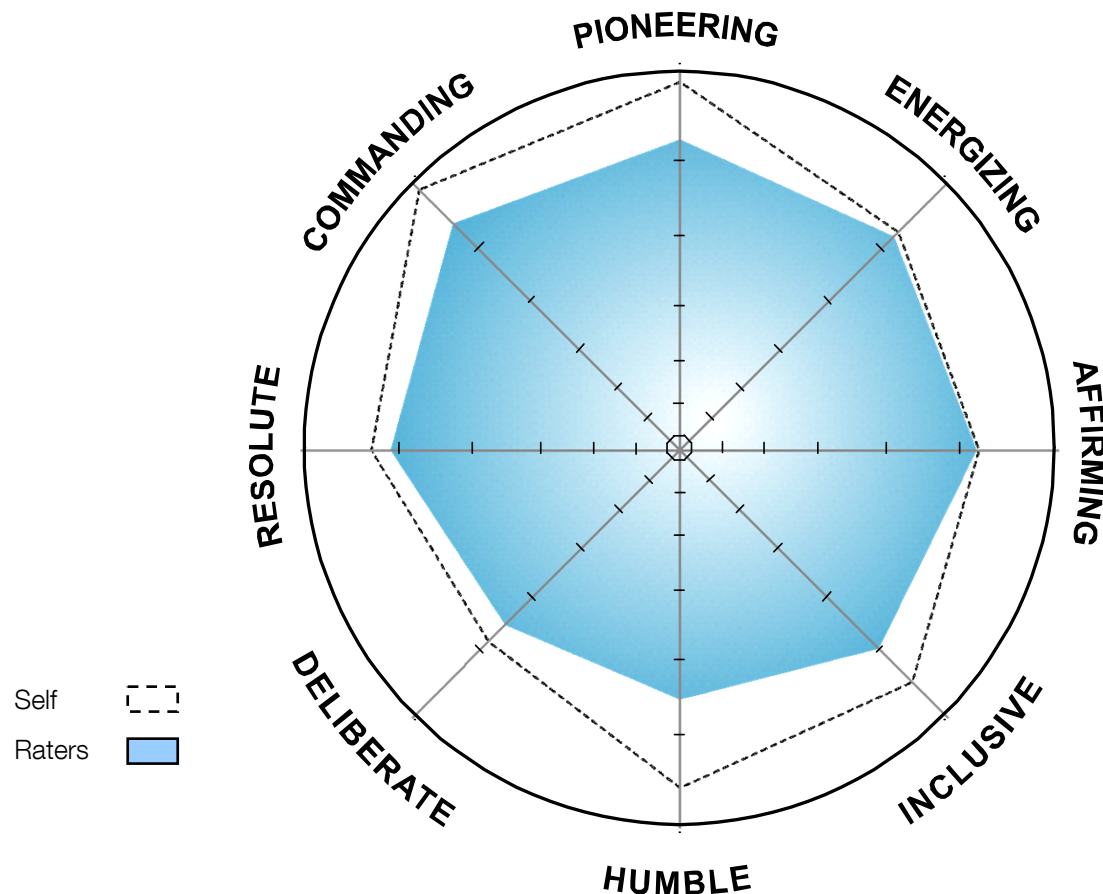 PIONEERING
ENERGIZING
AFFIRMING
INCLUSIVE
HUMBLE
DELIBERATE
RESOLUTE
COMMANDING
Self
Raters